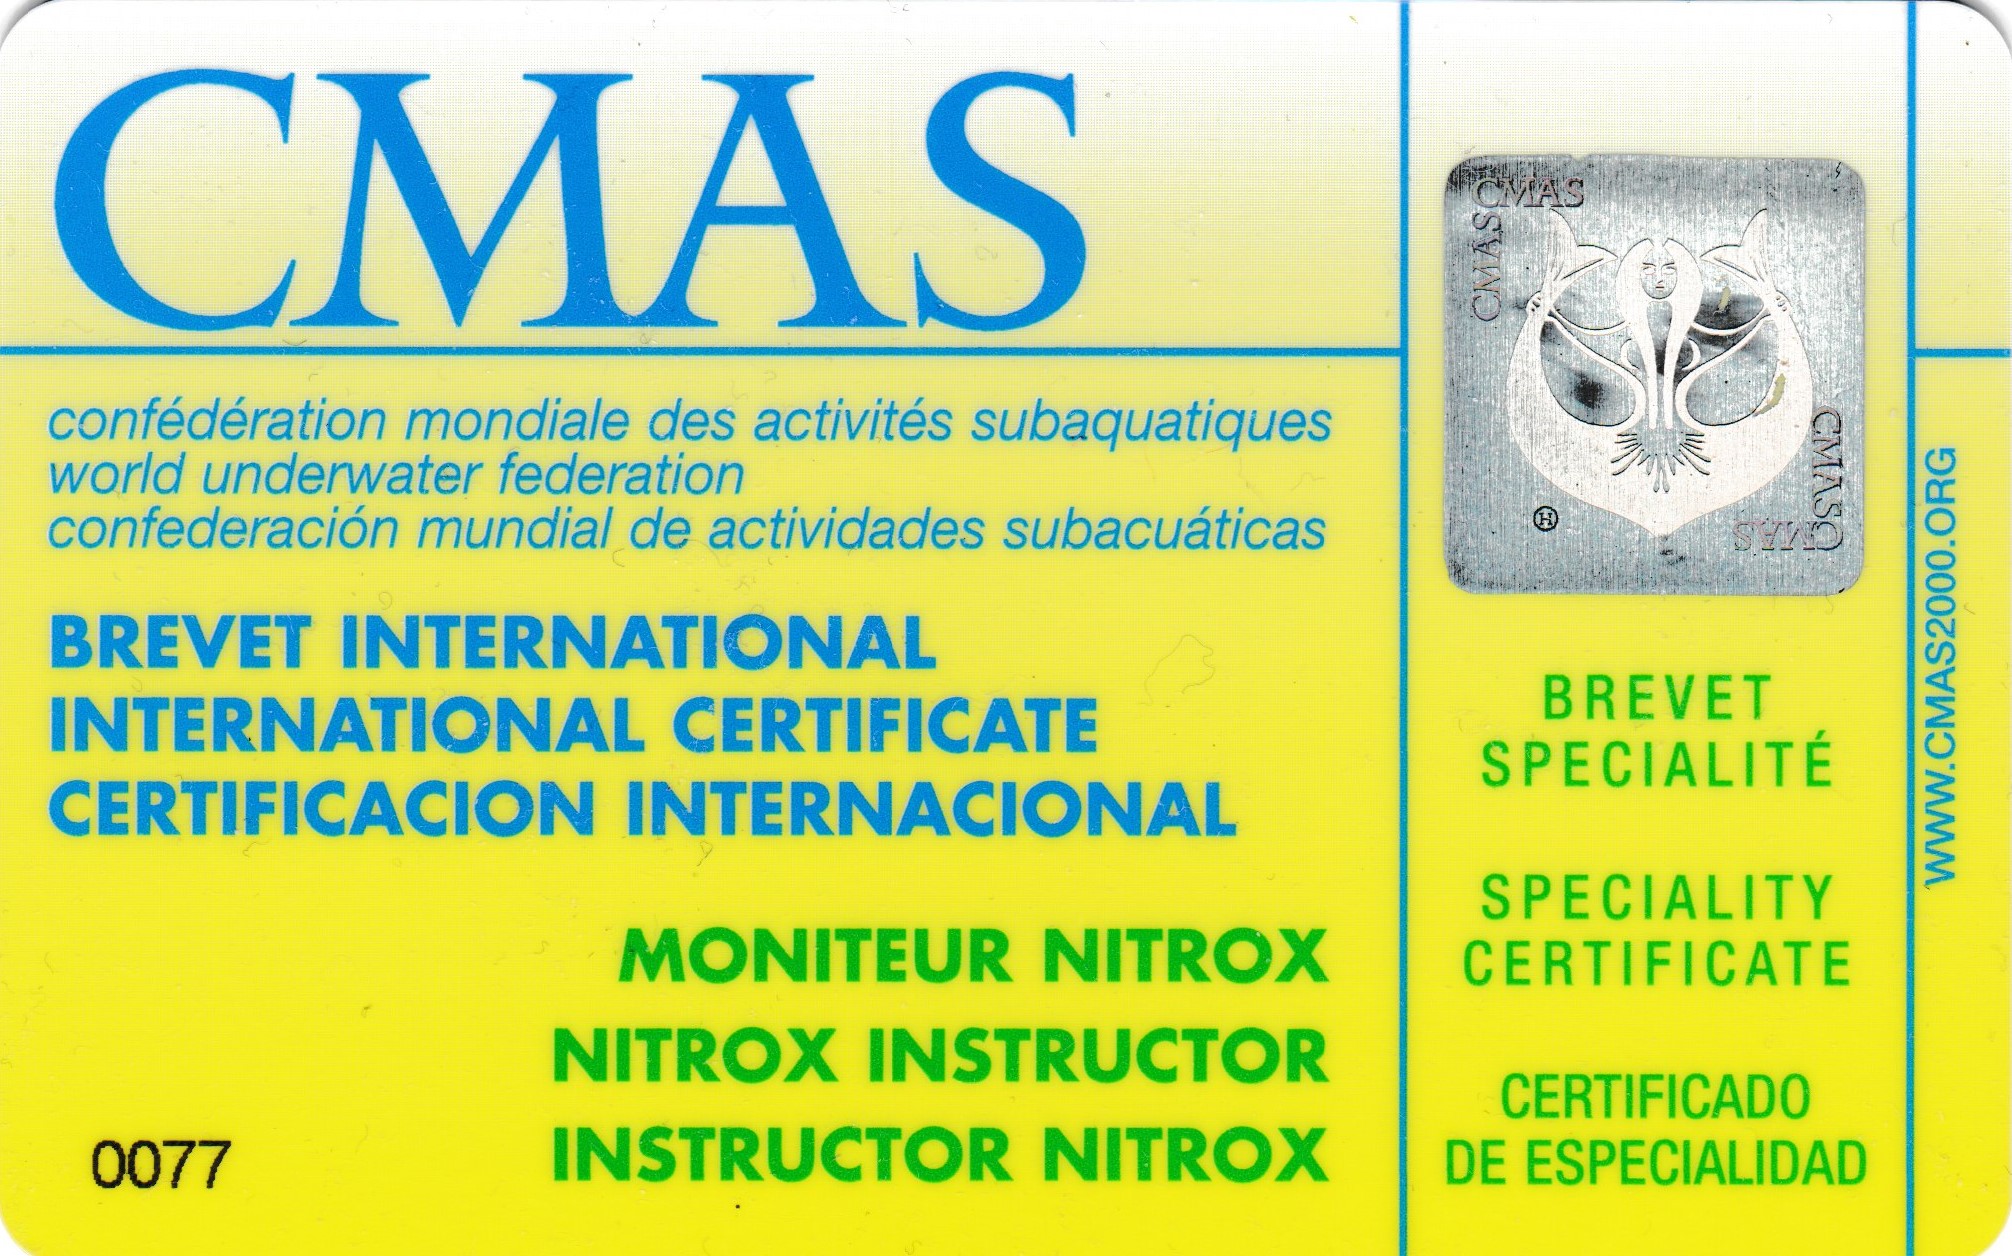 CMAS
confédération mondiale des activités subaquatiques
world underwater federation
confederación mundial de actividades subacuáticas
BREVET INTERNATIONAL
INTERNATIONAL CERTIFICATE
CERTIFICACION INTERNACIONAL
MONITEUR NITROX
NITROX INSTRUCTOR
INSTRUCTOR NITROX
0077
CMAS
CMAS
CMAS
CMAS
H
BREVET
SPECIALITÉ
SPECIALITY
CERTIFICATE
CERTIFICADO
DE ESPECIALIDAD
WWW.CMAS2000.ORG